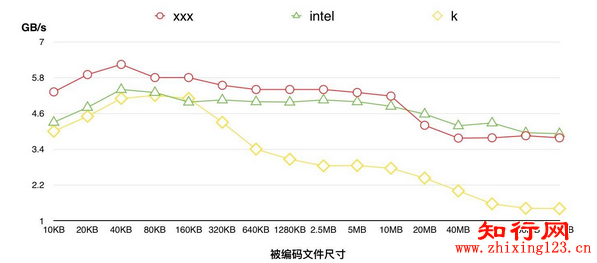 xxx intel k
GB/s
7
5.8
4.6
3.4
2.2
1
10KB 20KB 40KB 80KB 160KB 320KB 640KB 1280KB 2.5MB 5MB 10MB 20MB 40MB
被编码文件尺寸
知行网
www.zhixing123.cn